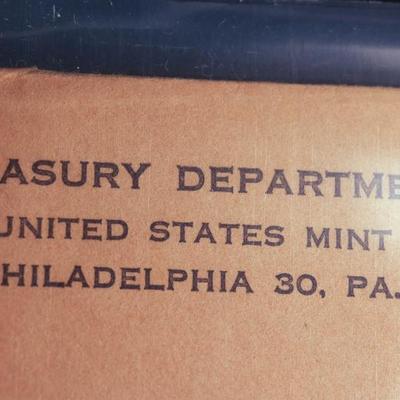 ASURY DEPARTME
UNITED STATES MINT
HILADELPHIA 30, PA.